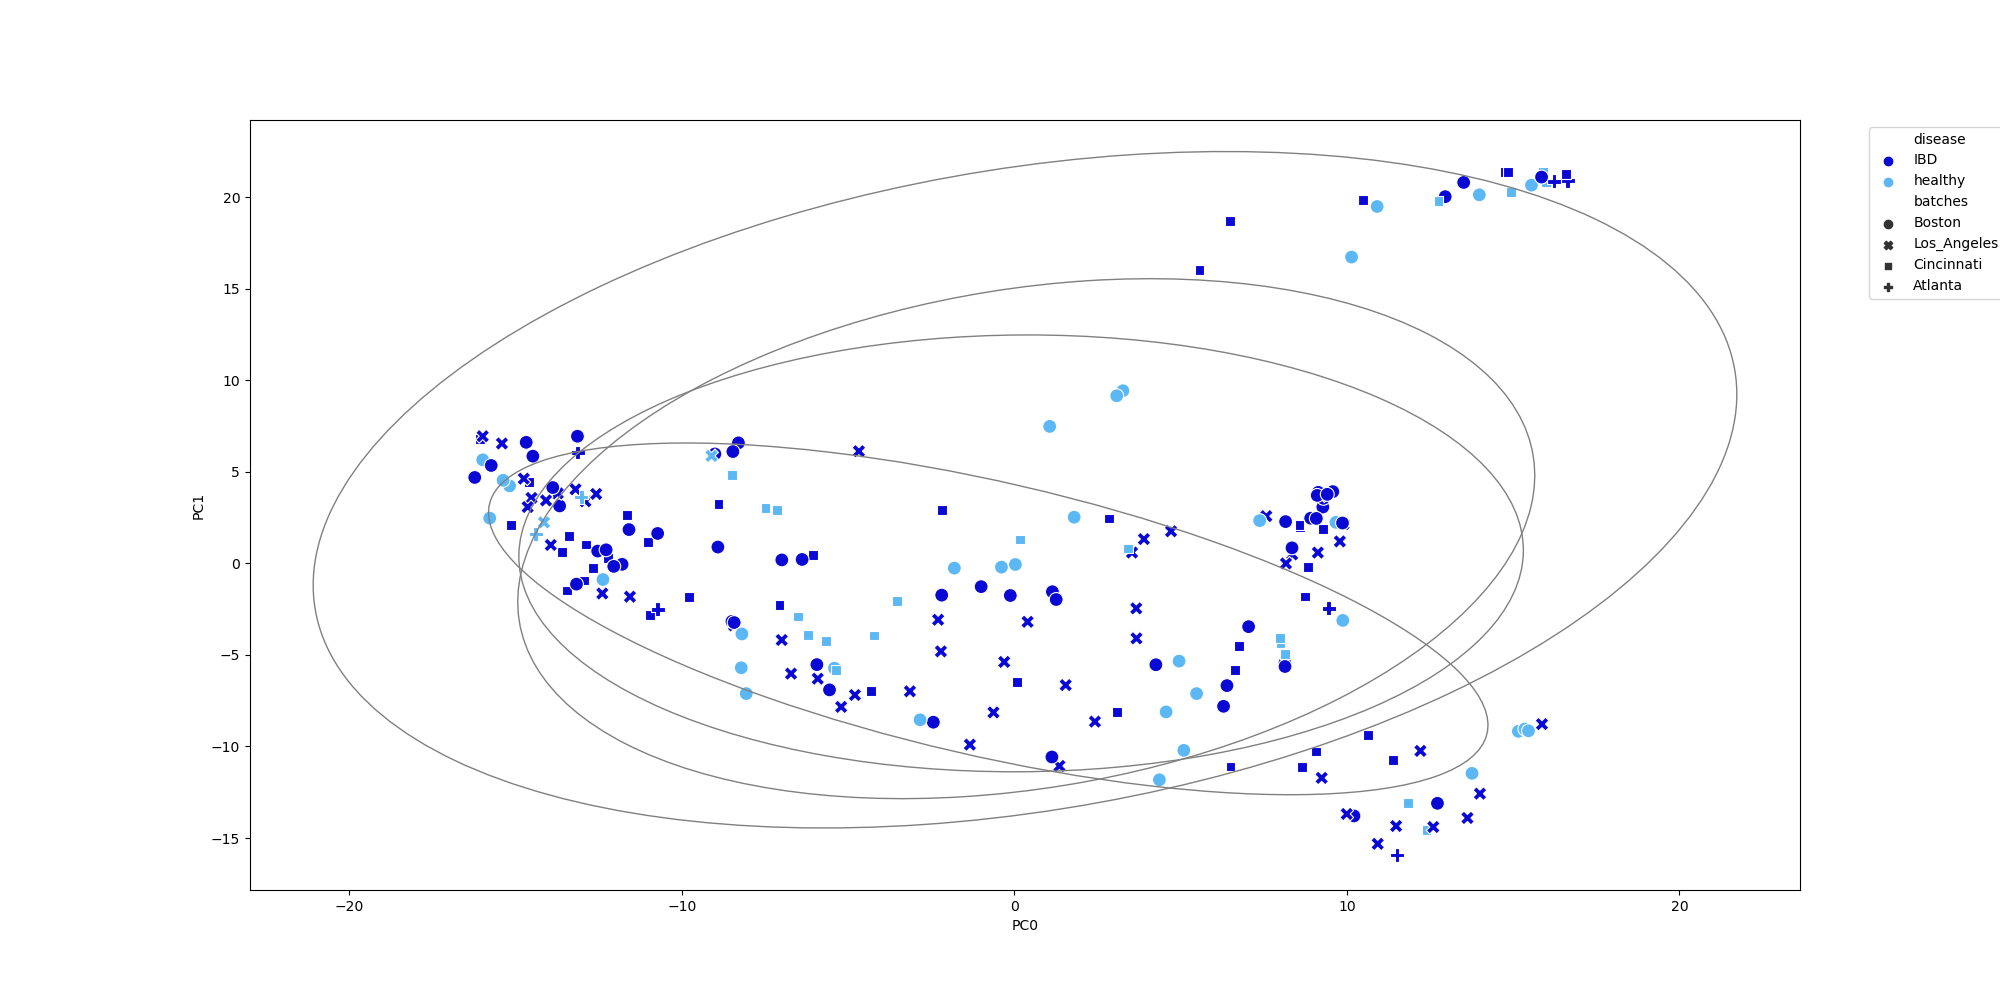 disease
IBD
healthy
batches
Boston
Los_Angeles
Cincinnati
Atlanta
20
15
10
5
0
−5
−10
−15
PC1
−20
−10
0
10
20
PC0